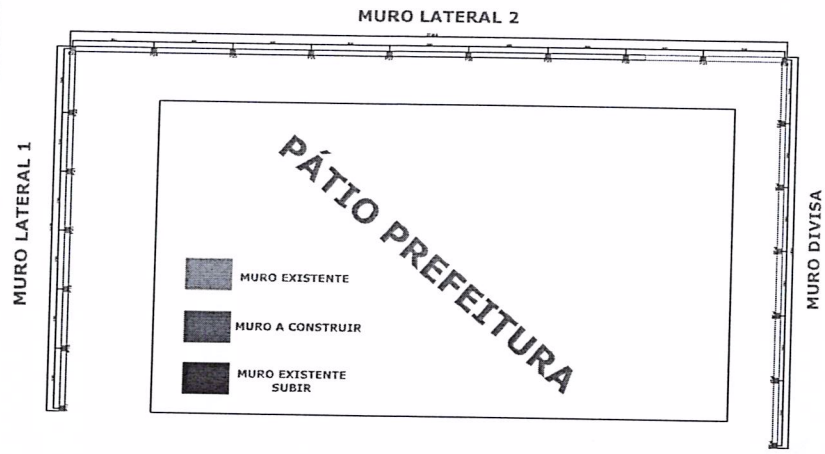 MURO LATERAL 2
MURO LATERAL 1
PÁTIO PREFEITURA
MURO DIVISA
MURO EXISTENTE
MURO A CONSTRUIR
MURO EXISTENTE
SUBIR